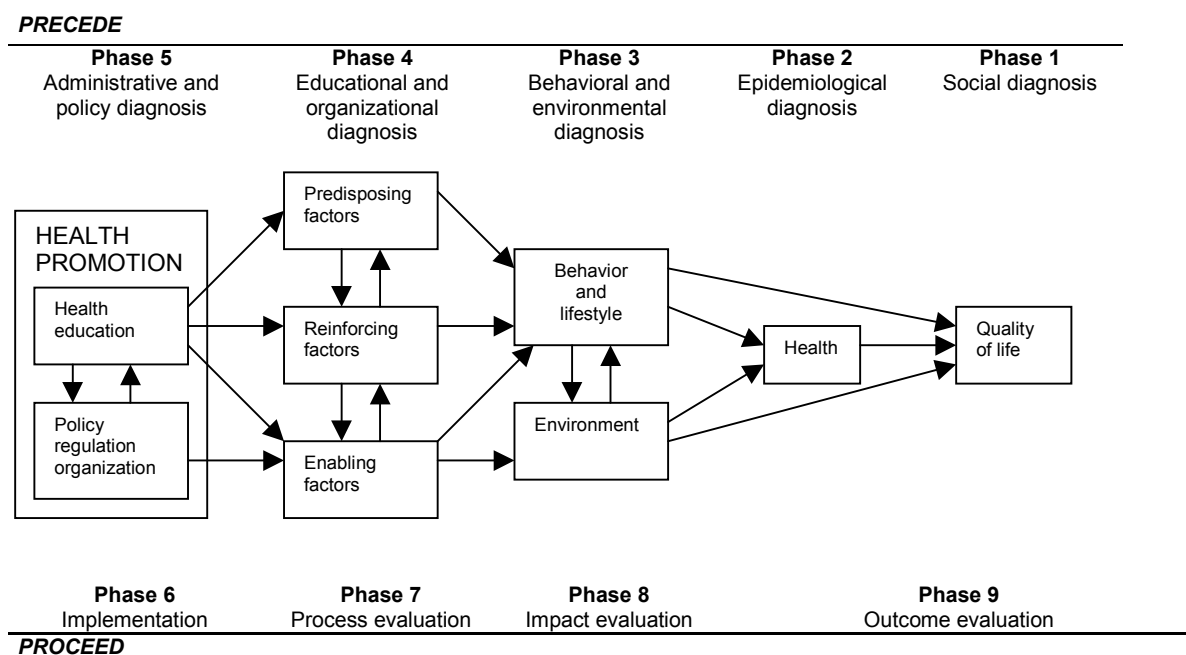 PRECEDE
Phase 5
Administrative and
policy diagnosis
Phase 4
Educational and
organizational
diagnosis
Phase 3
Behavioral and
environmental
diagnosis
Phase 2
Epidemiological
diagnosis
Phase 1
Social diagnosis
HEALTH
PROMOTION
Health
education
Policy
regulation
organization
Predisposing
factors
Reinforcing
factors
Enabling
factors
Behavior
and
lifestyle
Environment
Health
Quality
of life
Phase 6
Implementation
Phase 7
Process evaluation
Phase 8
Impact evaluation
Phase 9
Outcome evaluation
PROCEED